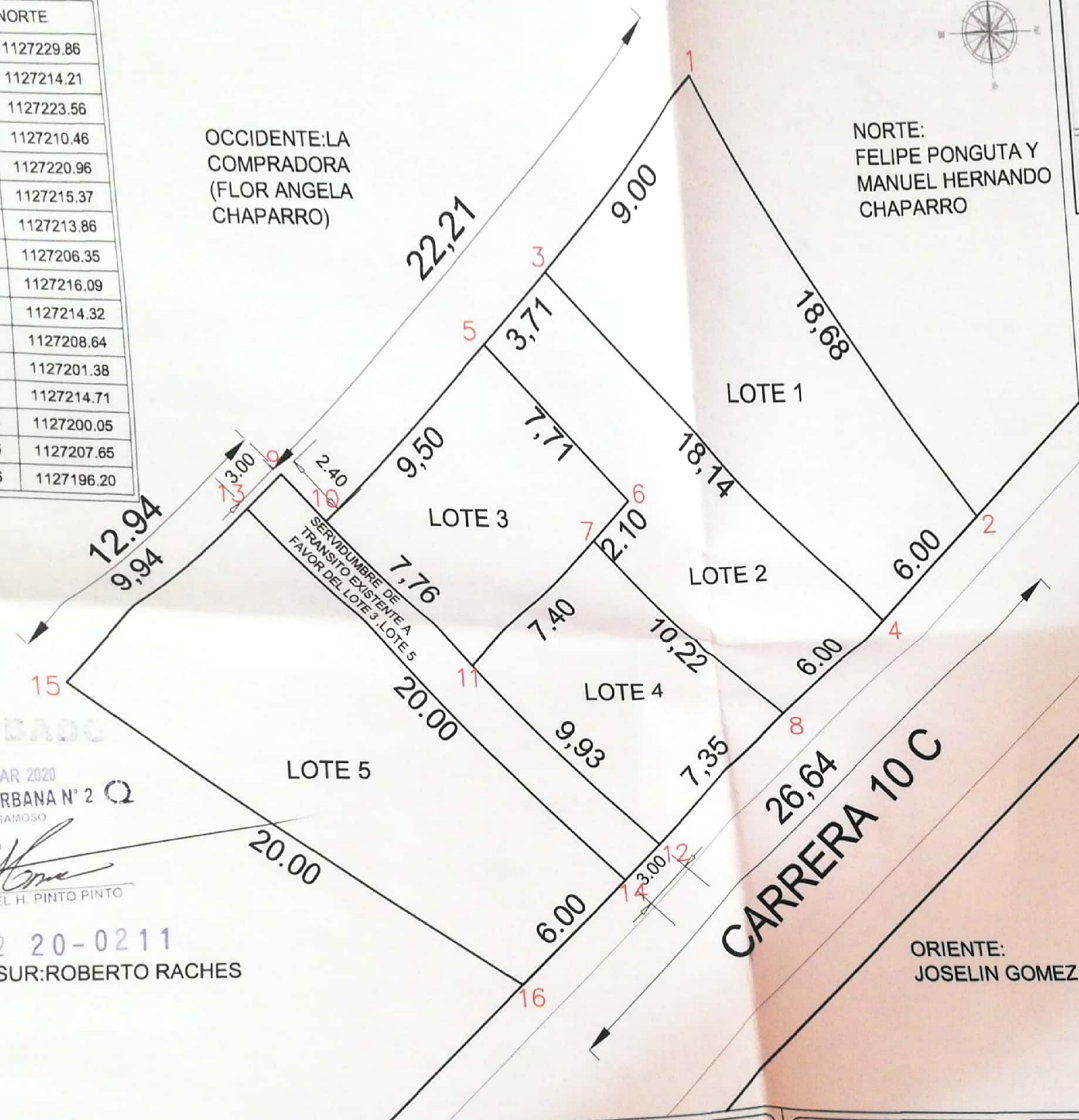 NORTE
1127229.86
1127214.21
1127223.56
1127210.46
1127220.96
1127215.37
1127213.86
1127206.35
1127216.09
1127214.32
1127208.64
1127201.38
1127214.71
1127200.05
1127207.65
1127196.20
OCCIDENTE:LA
COMPRADORA
(FLOR ANGELA
CHAPARRO)
NORTE:
FELIPE PONGUTA Y
MANUEL HERNANDO
CHAPARRO
1
9.00
22,21
3
18,68
3,71
5
LOTE 1
7,71
9,50
18,14
9
3.00
2.40
13
10
6
LOTE 3
7
2.10
2
12.94
9,94
SERVIDUMBRE DE
TRANSITO EXISTENTE A
FAVOR DEL LOTE 3 ,LOTE 5
7,76
LOTE 2
6.00
7.40
10,22
4
6.00
15
11
LOTE 4
20.00
9,93
8
7,35
LOTE 5
26,64
CARRERA 10 C
12
3.00
14
20.00
6.00
16
BADO
AR 2020
RBANA N° 2
GAMOSO
EL H. PINTO PINTO
2 20-0211
SUR:ROBERTO RACHES
ORIENTE:
JOSELIN GOMEZ